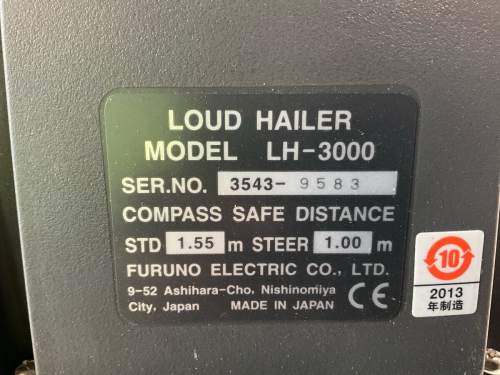 LOUD HAILER
MODEL LH-3000
SER.NO. 3543- 9583
COMPASS SAFE DISTANCE
STD 1.55 m STEER 1.00 m
FURUNO ELECTRIC CO., LTD.
9-52 Ashihara-Cho, Nishinomiya
City, Japan MADE IN JAPAN CE
10
2013
年制造